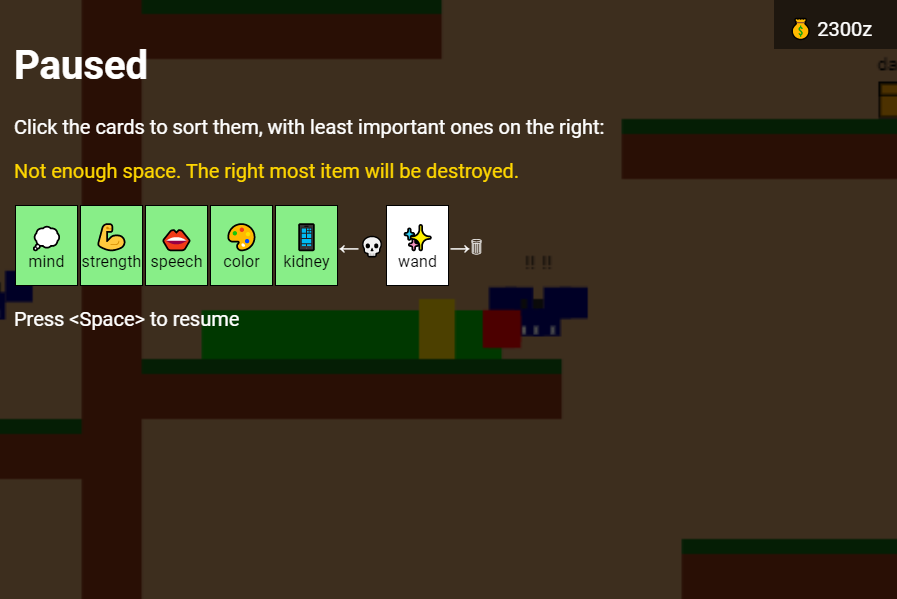 2300z
Paused
da
Click the cards to sort them, with least important ones on the right:
Not enough space. The right most item will be destroyed.
mind strength speech color kidney ←💀 wand →🗑
!! !!
Press <Space> to resume